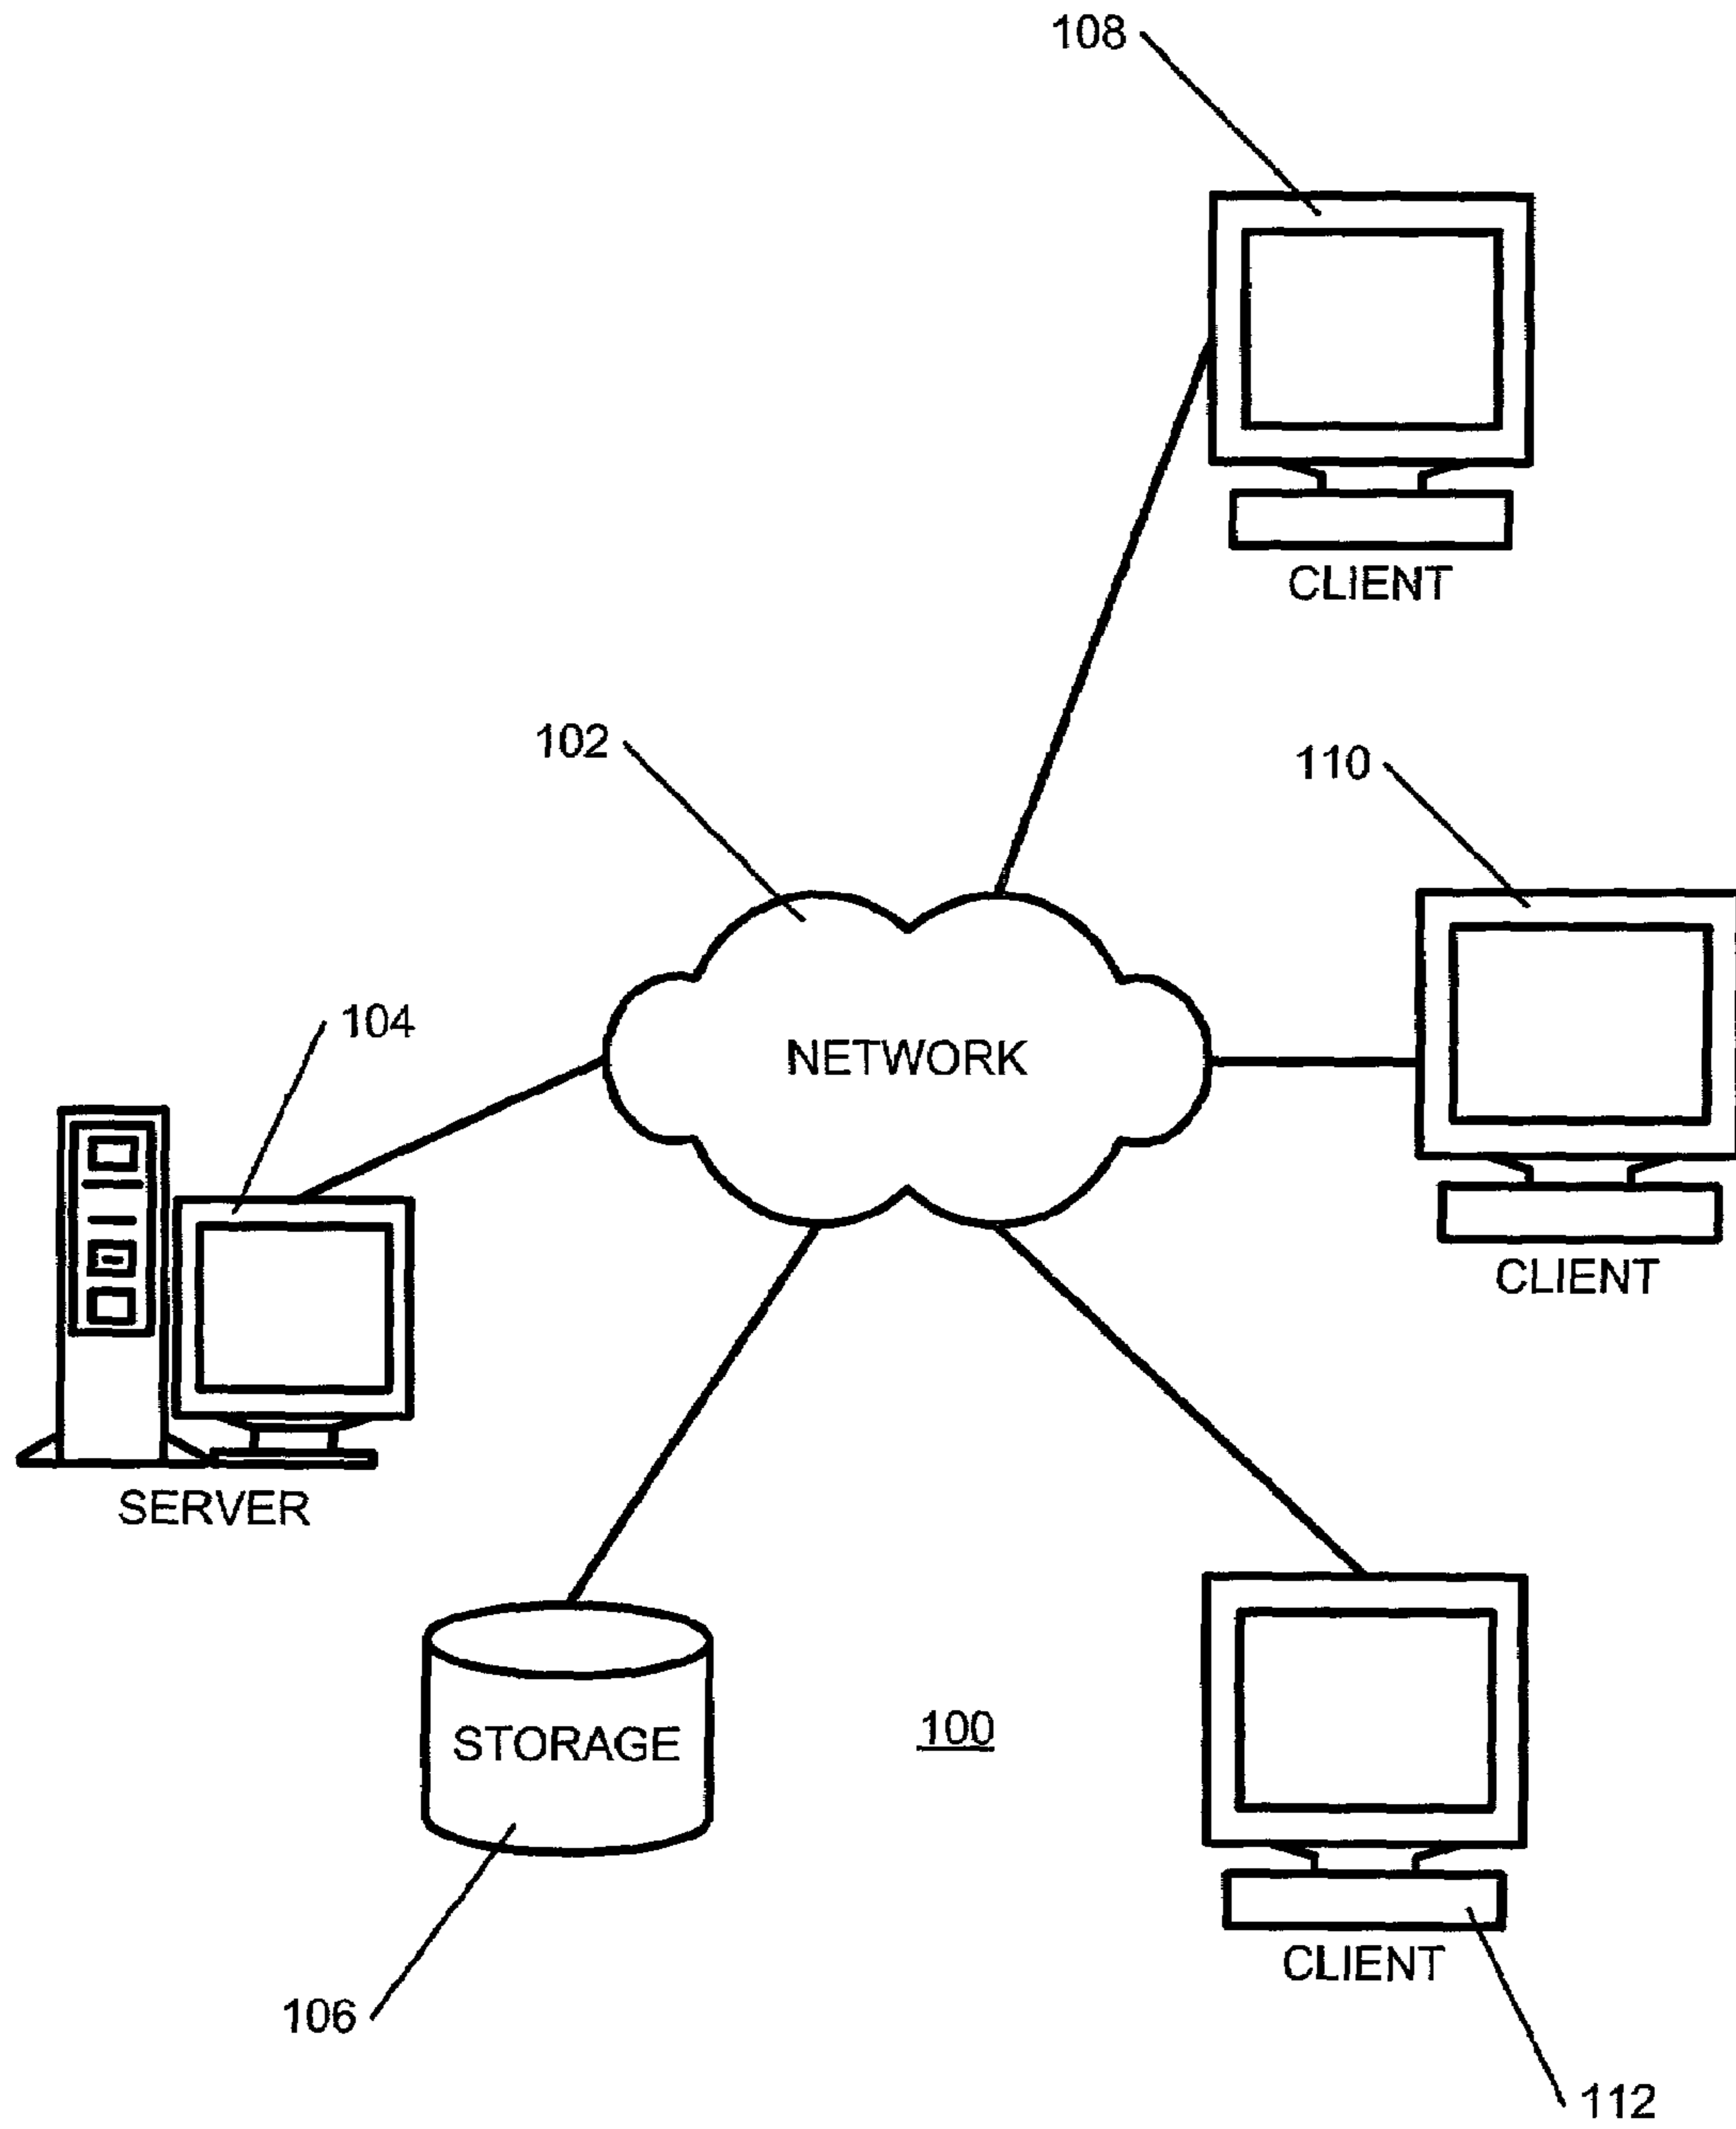 108
CLIENT
102
110
104
NETWORK
CLIENT
SERVER
STORAGE
100
CLIENT
106
112